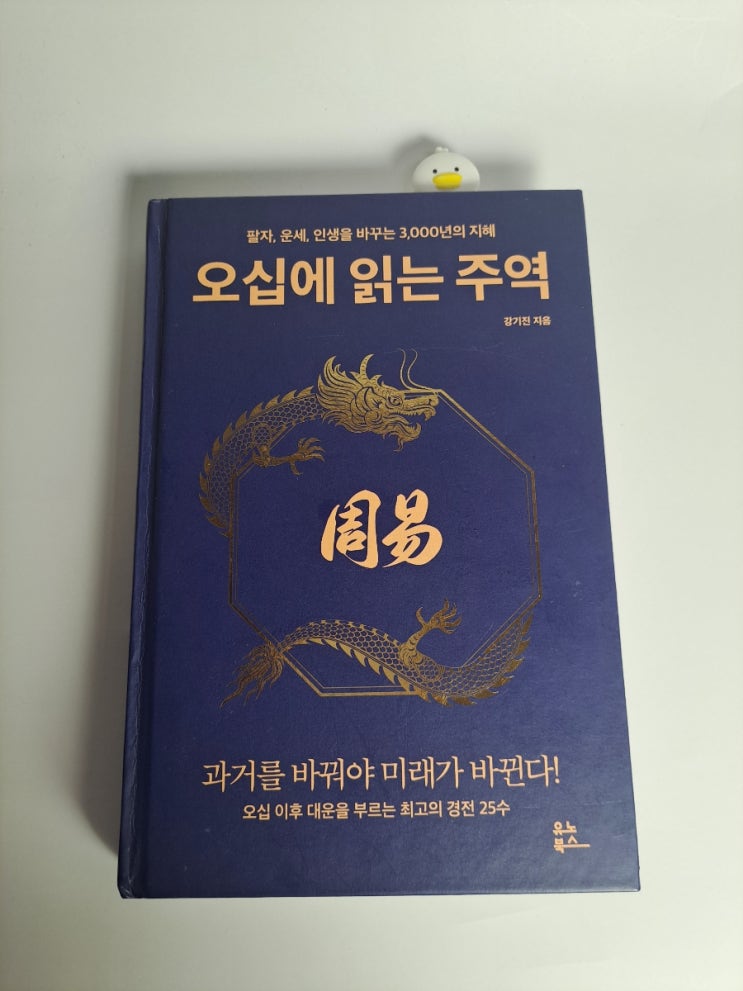 팔자, 운세, 인생을 바꾸는 3,000년의 지혜
오십에 읽는 주역
강기진 지음
周易
과거를 바꿔야 미래가 바뀐다!
오십 이후 대운을 부르는 최고의 경전 25수
유노
북스